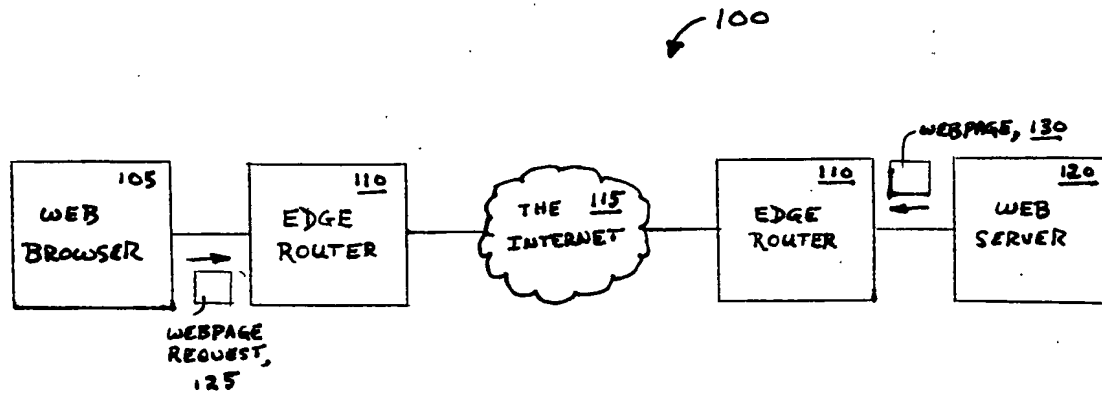 100
105
WEB
BROWSER
WEBPAGE
REQUEST,
125
110
EDGE
ROUTER
THE 115
INTERNET
110
EDGE
ROUTER
WEBPAGE, 130
120
WEB
SERVER